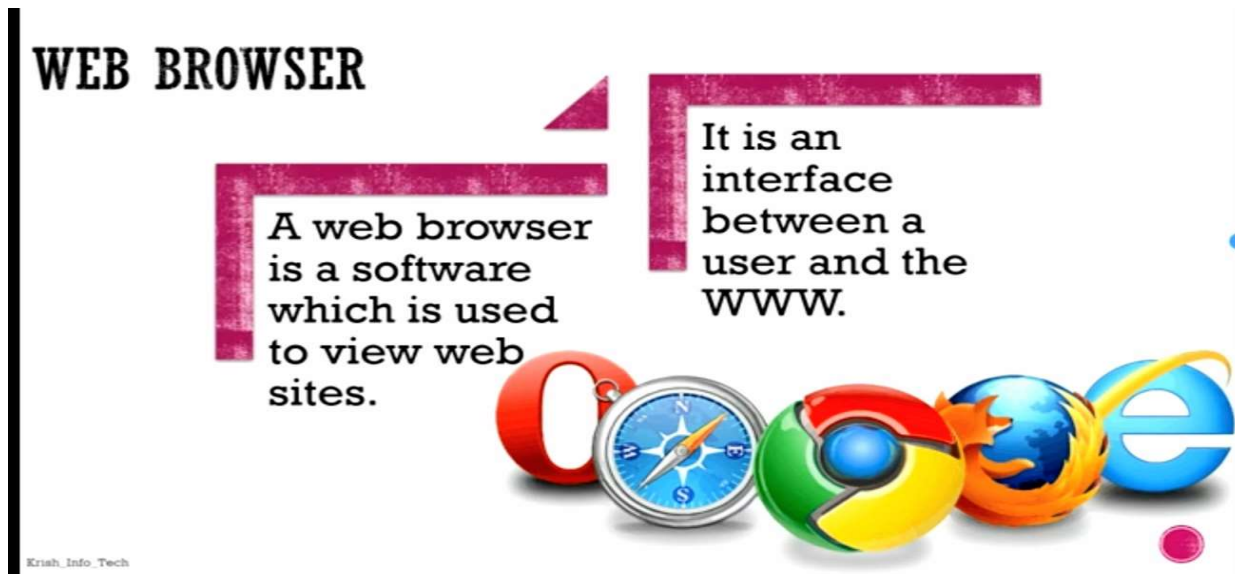 WEB BROWSER
A web browser
is a software
which is used
to view web
sites.
It is an
interface
between a
user and the
WWW.
N
W
E
S
Krish_Info_Tech